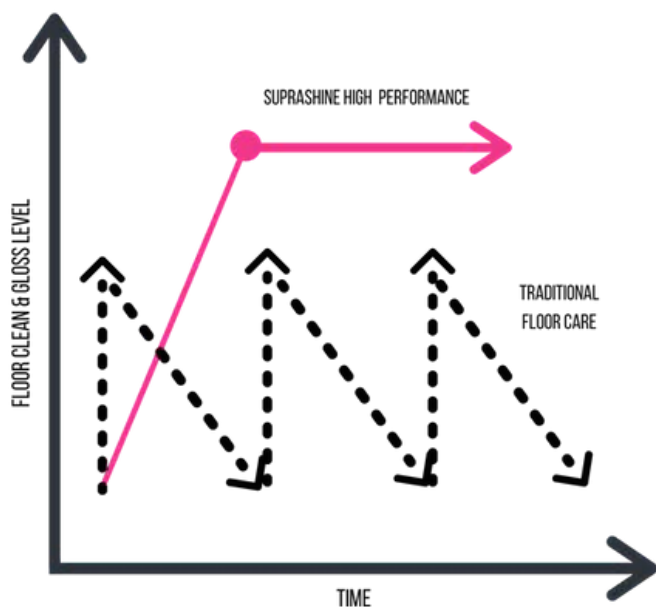 SUPRASHINE HIGH PERFORMANCE
FLOOR CLEAN & GLOSS LEVEL
TRADITIONAL
FLOOR CARE
TIME